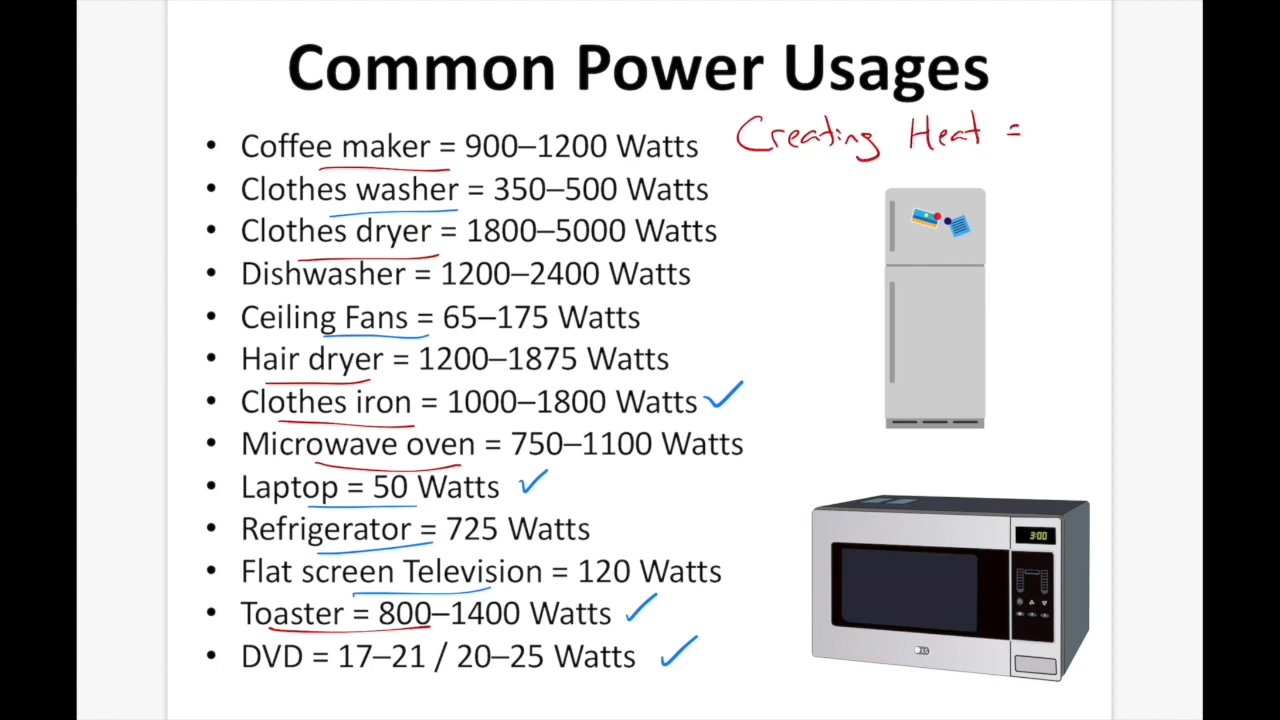 Common Power Usages
• Coffee maker = 900–1200 Watts
Creating Heat =
• Clothes washer = 350–500 Watts
• Clothes dryer = 1800–5000 Watts
• Dishwasher = 1200–2400 Watts
• Ceiling Fans = 65–175 Watts
• Hair dryer = 1200–1875 Watts
• Clothes iron = 1000–1800 Watts
• Microwave oven = 750–1100 Watts
• Laptop = 50 Watts
• Refrigerator = 725 Watts
• Flat screen Television = 120 Watts
• Toaster = 800–1400 Watts
• DVD = 17–21 / 20–25 Watts
3:00